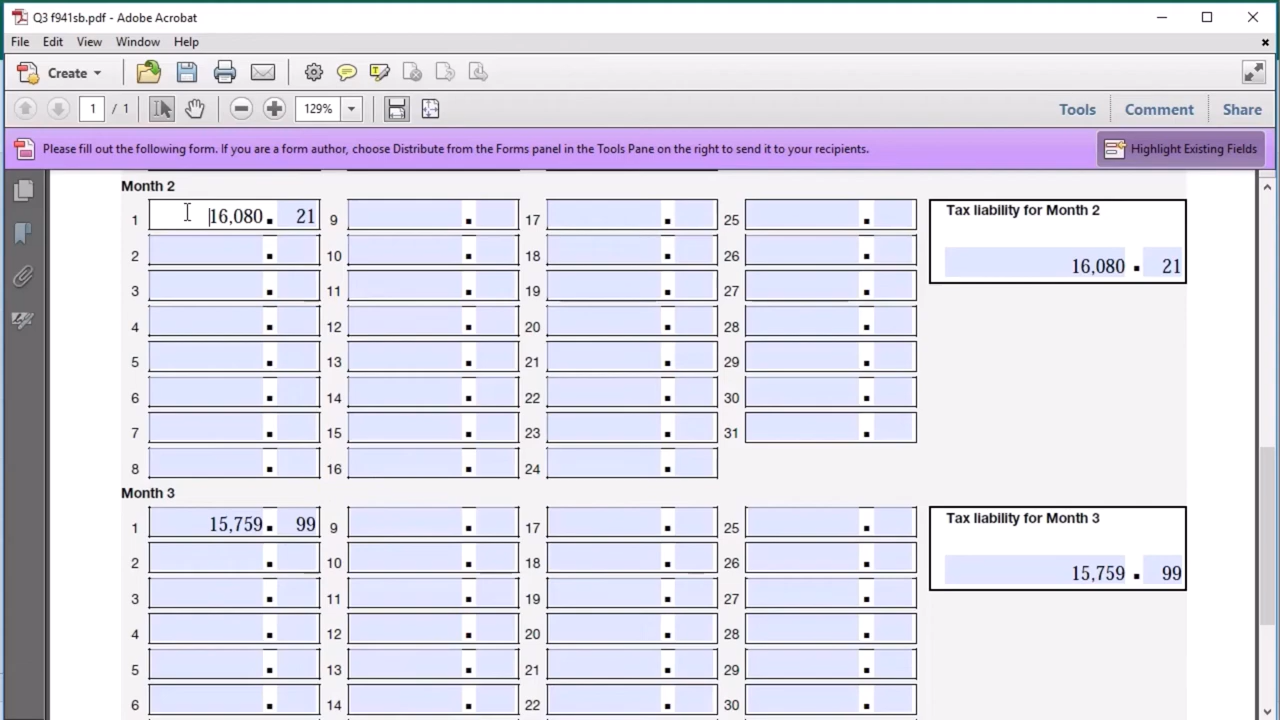 Q3 f941sb.pdf - Adobe Acrobat
File Edit View Window Help
Create
1 / 1 129% Tools Comment Share
Please fill out the following form. If you are a form author, choose Distribute from the Forms panel in the Tools Pane on the right to send it to your recipients. Highlight Existing Fields
Month 2
1 16,080 . 21 9 . 17 . 25 . Tax liability for Month 2
2 . 10 . 18 . 26 . 16,080 . 21
3 . 11 . 19 . 27 .
4 . 12 . 20 . 28 .
5 . 13 . 21 . 29 .
6 . 14 . 22 . 30 .
7 . 15 . 23 . 31 .
8 . 16 . 24 .
Month 3
1 15,759 . 99 9 . 17 . 25 . Tax liability for Month 3
2 . 10 . 18 . 26 . 15,759 . 99
3 . 11 . 19 . 27 .
4 . 12 . 20 . 28 .
5 . 13 . 21 . 29 .
6 . 14 . 22 . 30 .